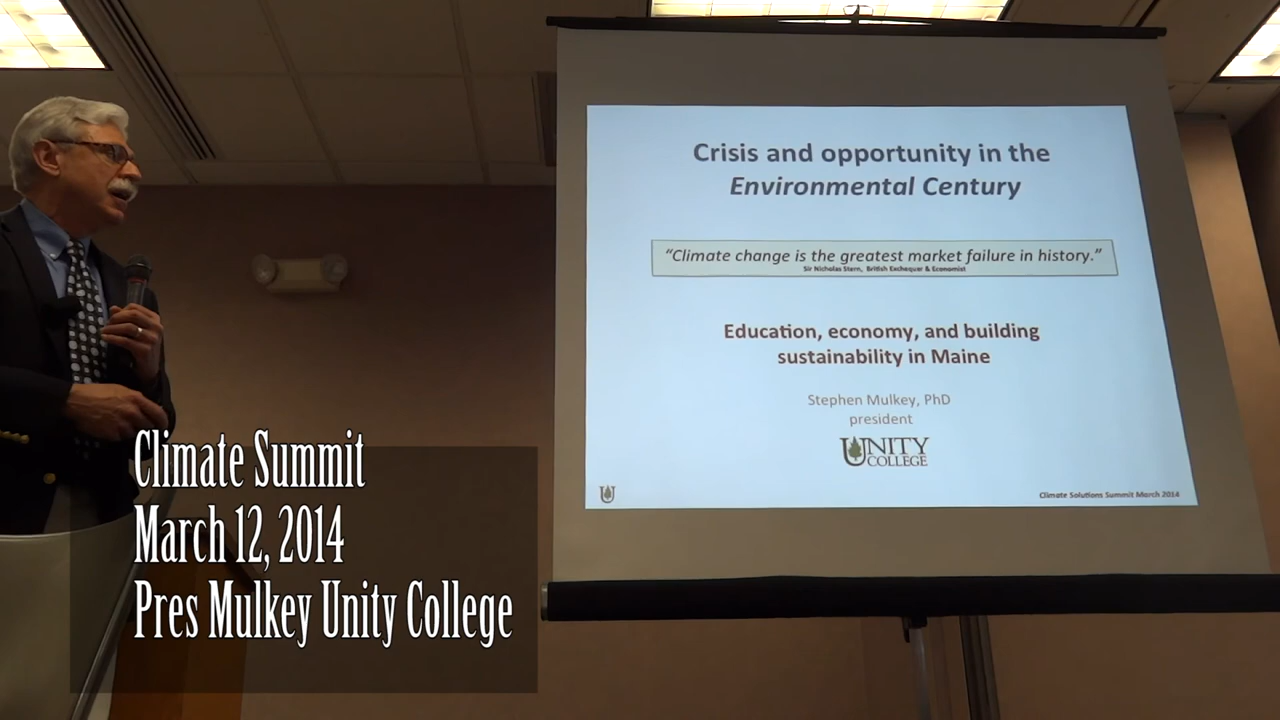 Crisis and opportunity in the
Environmental Century
“Climate change is the greatest market failure in history.”
Sir Nicholas Stern, British Exchequer & Economist
Education, economy, and building
sustainability in Maine
Stephen Mulkey, PhD
president
UNITY
COLLEGE
U
Climate Solutions Summit March 2014
Climate Summit
March 12, 2014
Pres Mulkey Unity College